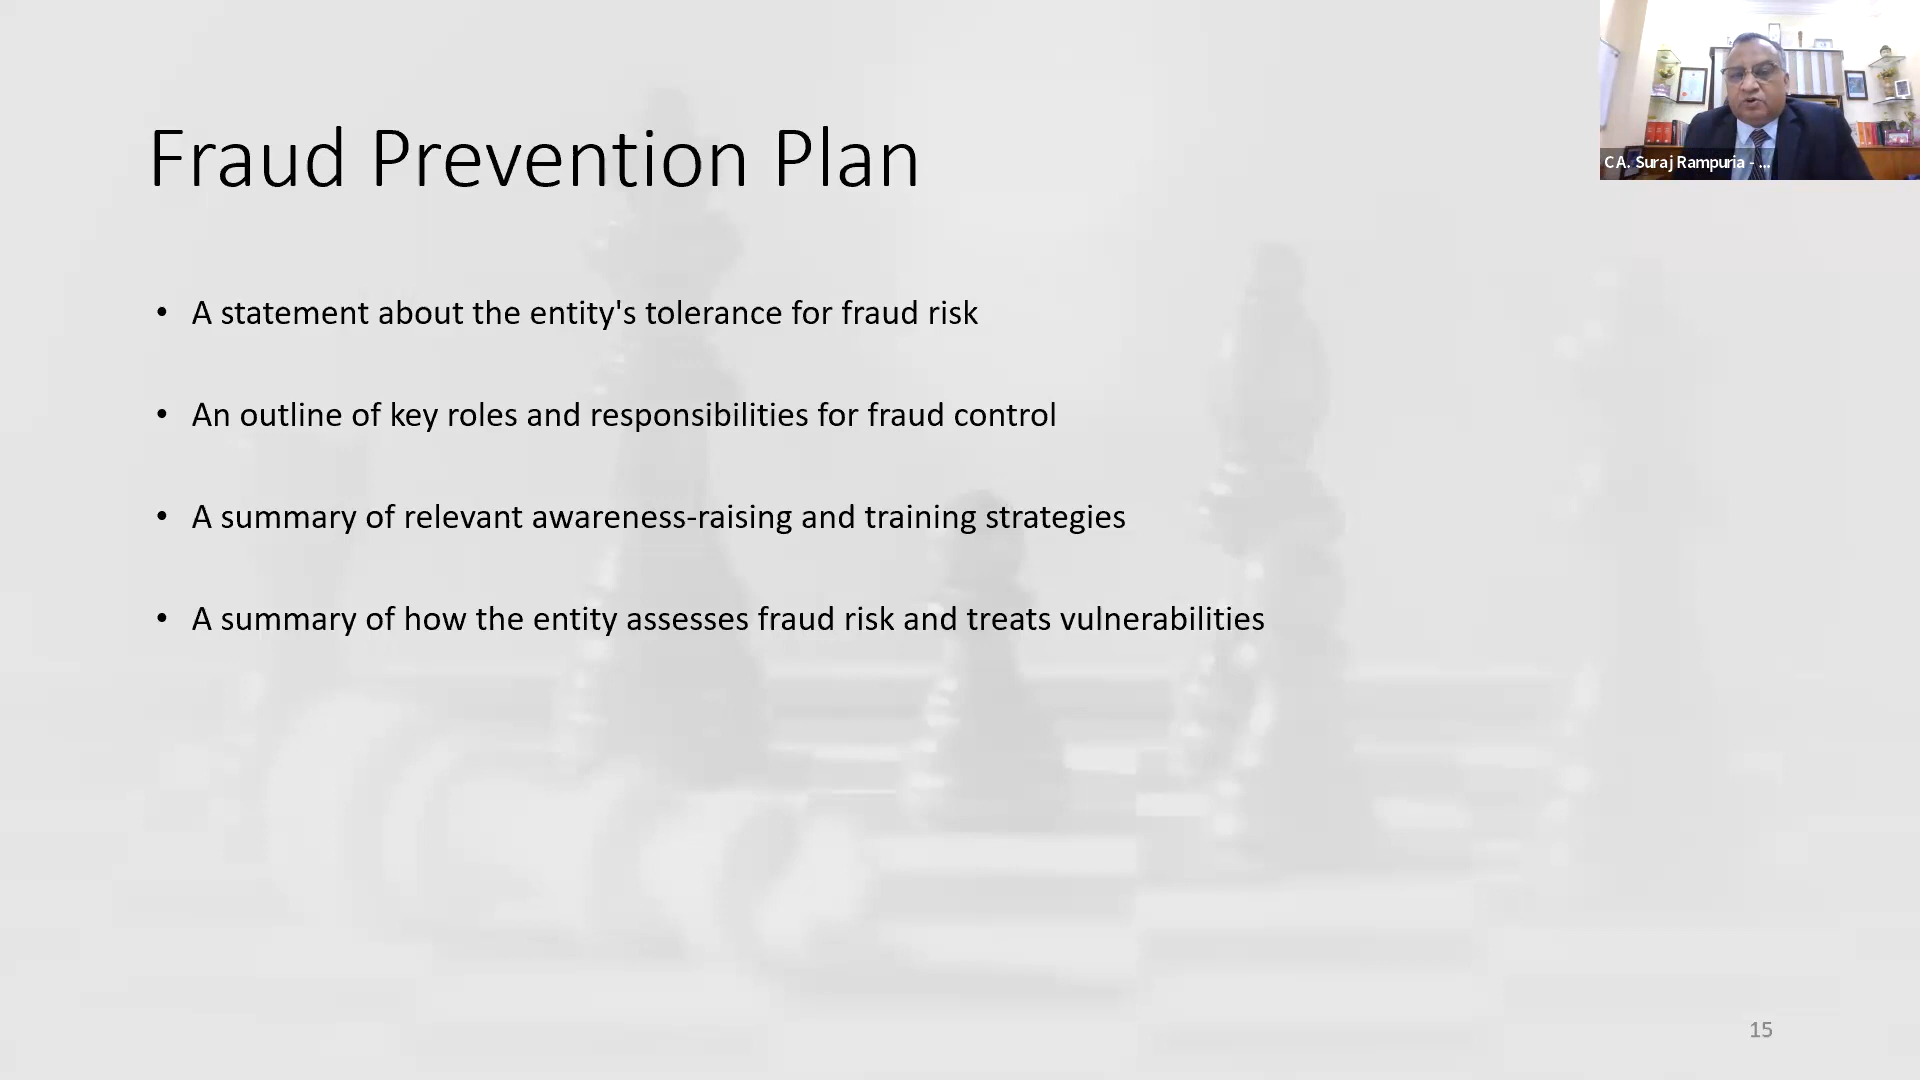 Fraud Prevention Plan
C A. Suraj Rampuria - ...
• A statement about the entity's tolerance for fraud risk
• An outline of key roles and responsibilities for fraud control
• A summary of relevant awareness-raising and training strategies
• A summary of how the entity assesses fraud risk and treats vulnerabilities
15